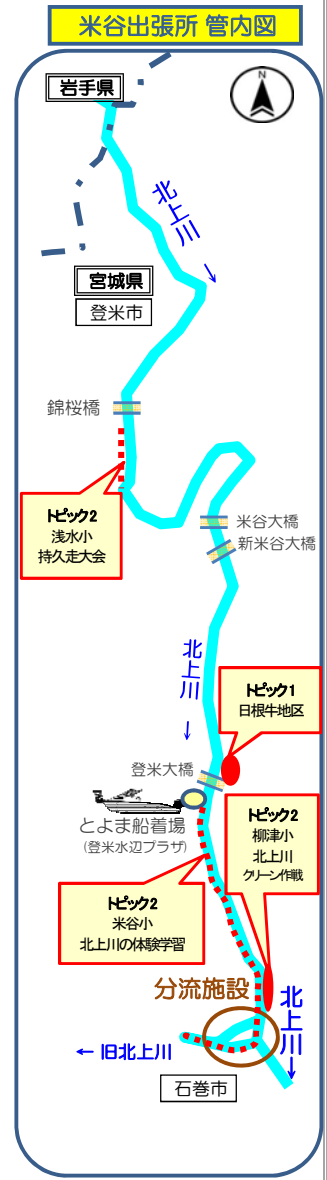 米谷出張所 管内図
岩手県
N
北上川
→
宮城県
登米市
錦桜橋
トピック2
浅水小
持久走大会
米谷大橋
新米谷大橋
北上川
→
トピック1
日根牛地区
登米大橋
とよま船着場
(登米水辺プラザ)
トピック2
柳津小
北上川
クリーン作戦
トピック2
米谷小
北上川の体験学習
分流施設
北上川
→
← 旧北上川
石巻市